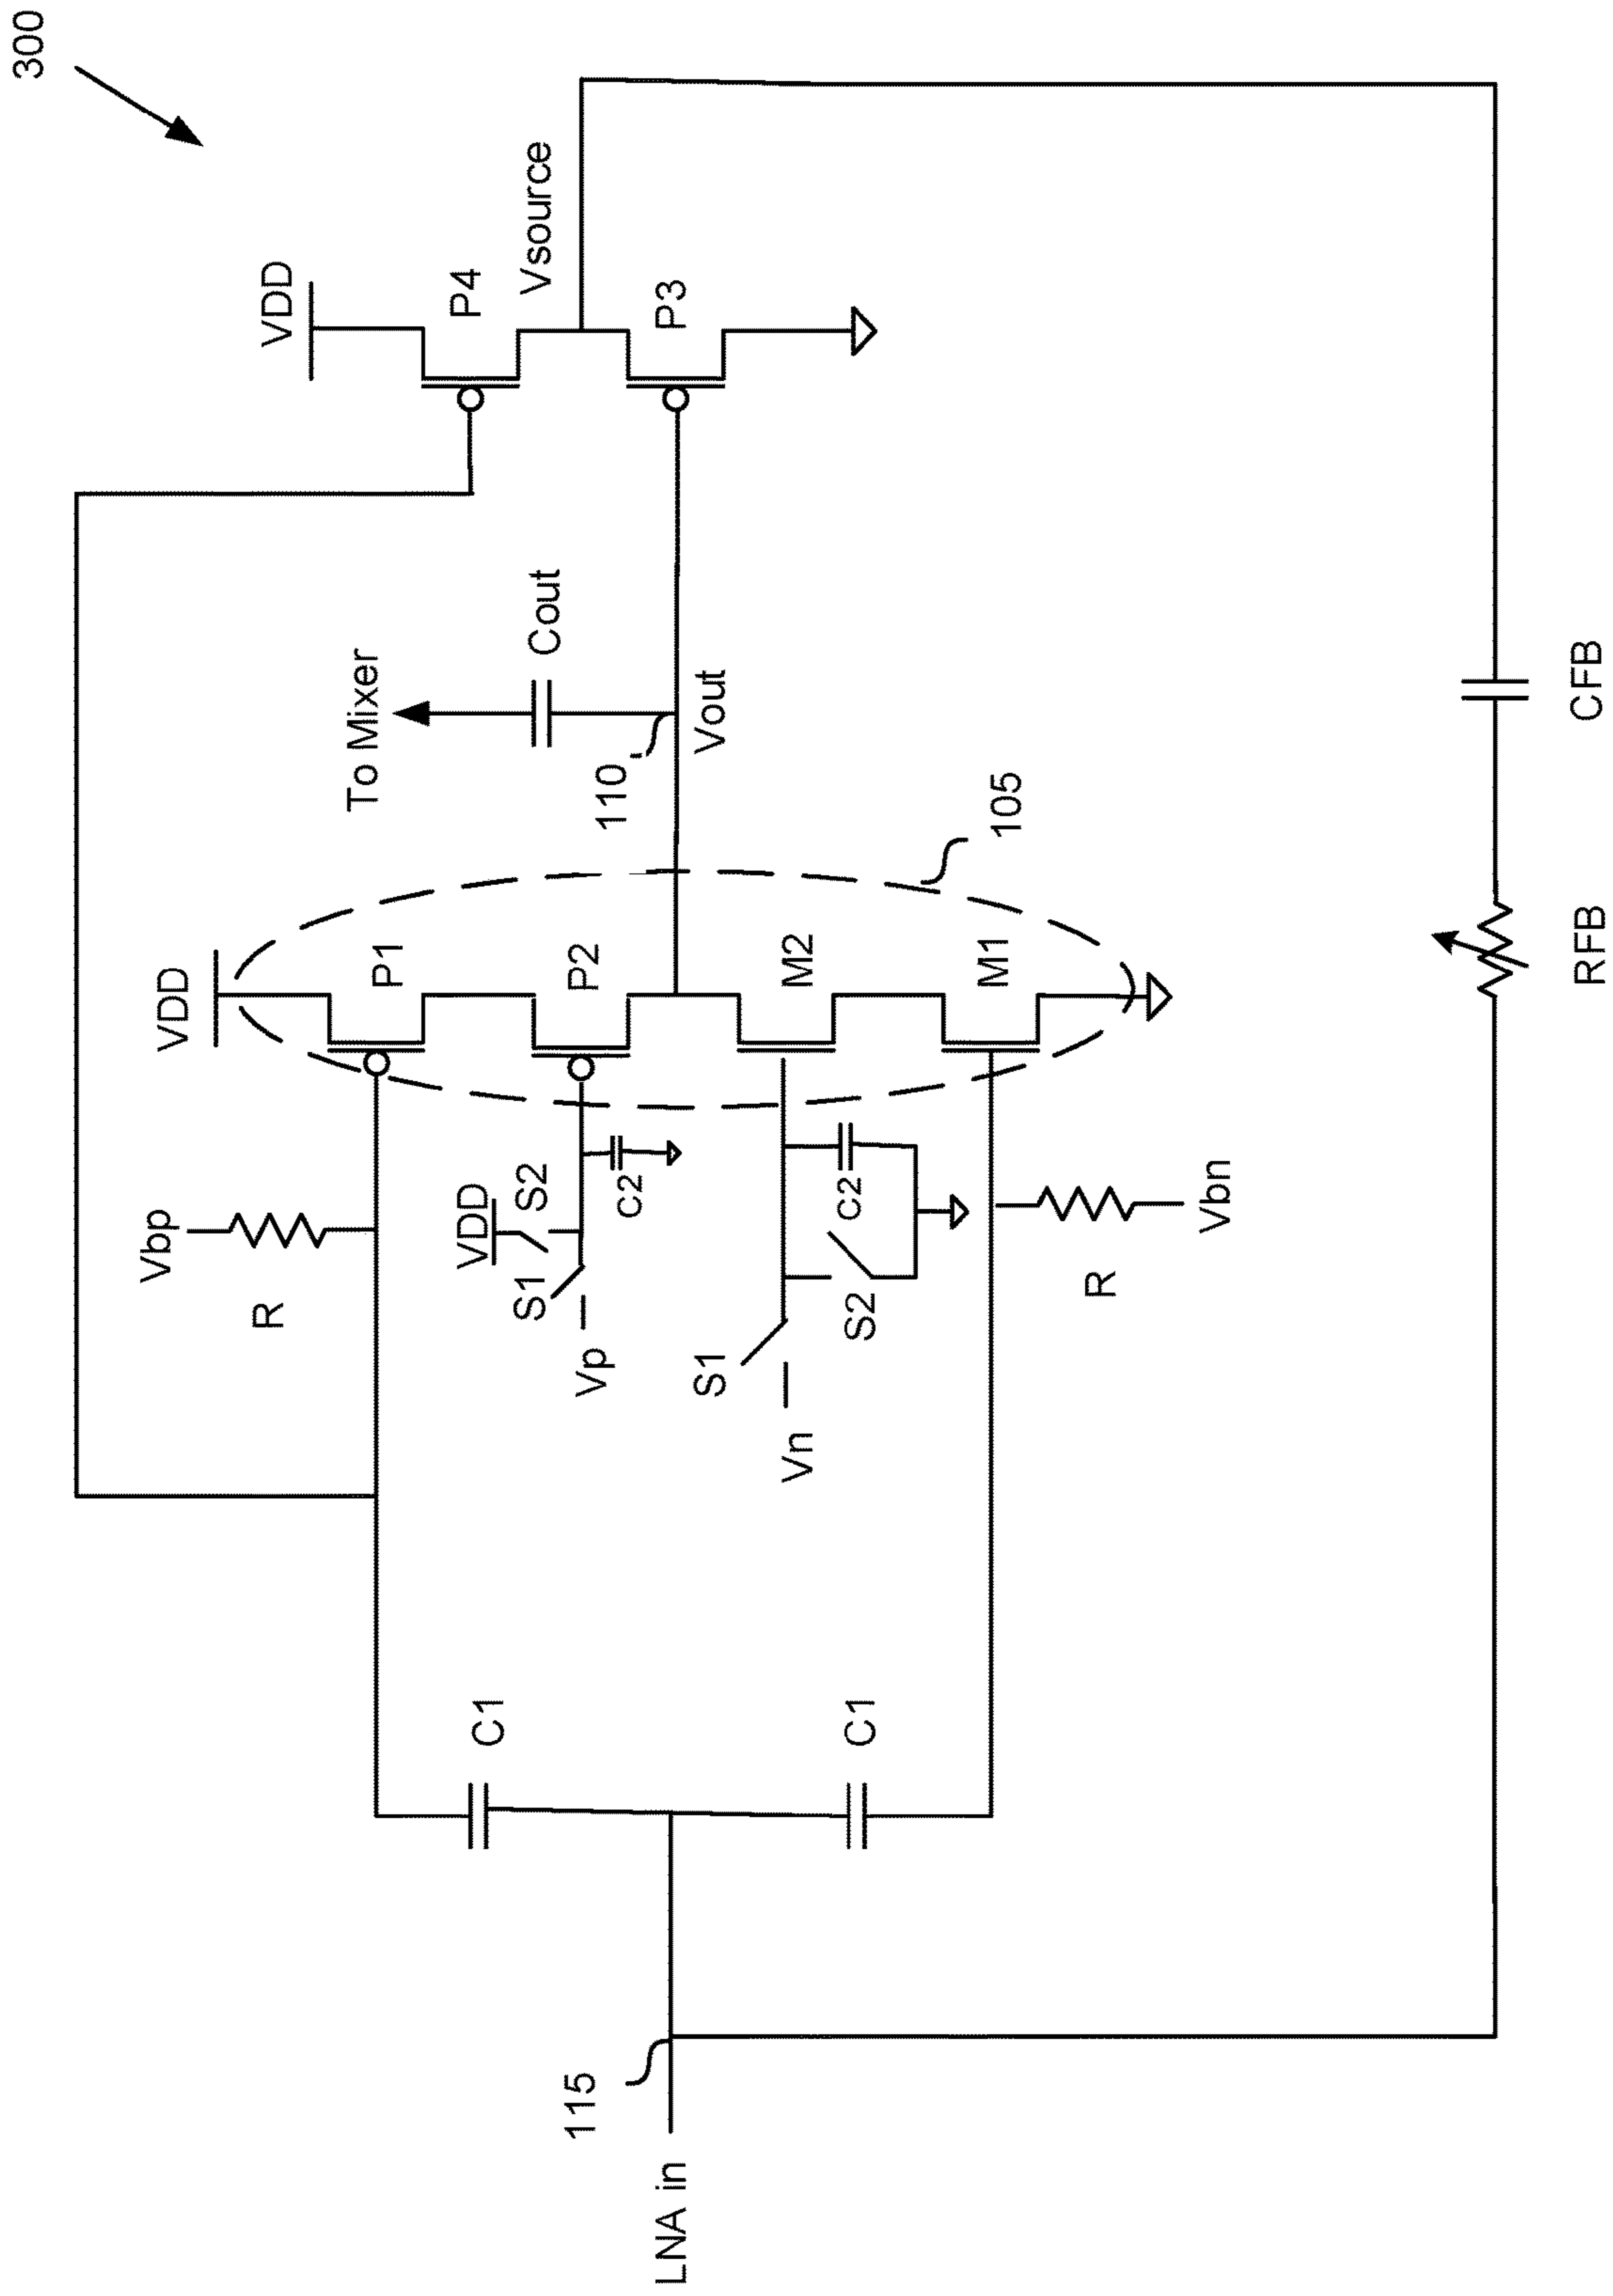 300
VDD
P4
Vsource
P3
To Mixer
Cout
110
Vout
105
VDD
P1
P2
M2
M1
Vbp
R
VDD
S2
S1
C2
Vp
C2
S2
S1
Vn
R
Vbn
CFB
RFB
C1
C1
115
LNA in